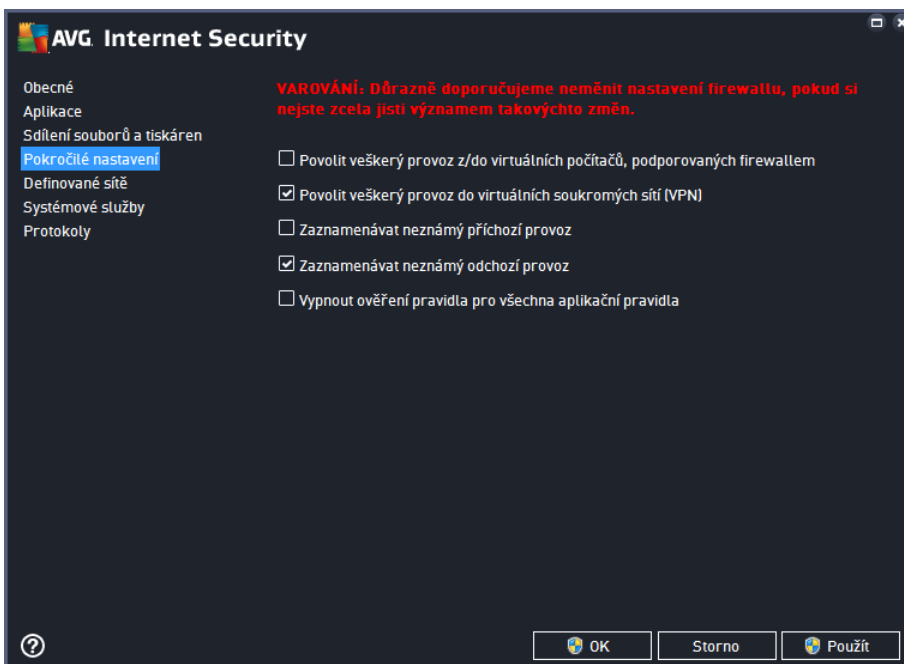 AVG. Internet Security
Obecné
Aplikace
Sdílení souborů a tiskáren
Pokročilé nastavení
Definované sítě
Systémové služby
Protokoly
VAROVÁNÍ: Důrazně doporučujeme neměnit nastavení firewallu, pokud si
nejste zcela jisti významem takovýchto změn.
Povolit veškerý provoz z/do virtuálních počítačů, podporovaných firewallem
Povolit veškerý provoz do virtuálních soukromých sítí (VPN)
Zaznamenávat neznámý příchozí provoz
Zaznamenávat neznámý odchozí provoz
Vypnout ověření pravidla pro všechna aplikační pravidla
OK
Storno
Použít